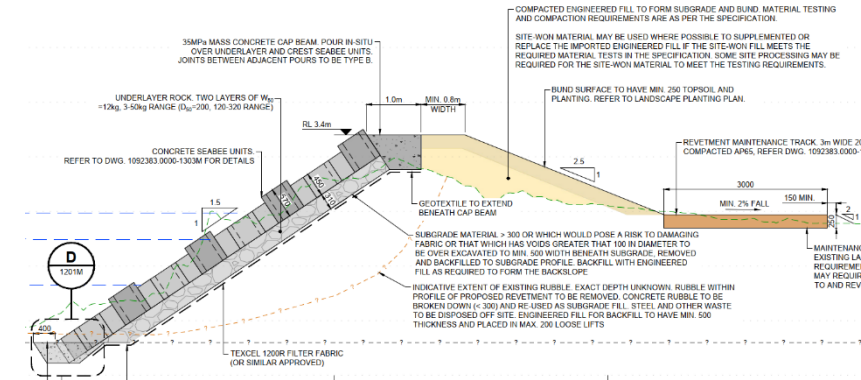 COMPACTED ENGINEERED FILL TO FORM SUBGRADE AND BUND. MATERIAL TESTING
AND COMPACTION REQUIREMENTS ARE AS PER THE SPECIFICATION.
SITE-WON MATERIAL MAY BE USED WHERE POSSIBLE TO SUPPLEMENTED OR
REPLACE THE IMPORTED ENGINEERED FILL IF THE SITE-WON FILL MEETS THE
REQUIRED MATERIAL TESTS IN THE SPECIFICATION. SOME SITE PROCESSING MAY BE
REQUIRED FOR THE SITE-WON MATERIAL TO MEET THE TESTING REQUIREMENTS.
35MPa MASS CONCRETE CAP BEAM. POUR IN-SITU
OVER UNDERLAYER AND CREST SEABEE UNITS.
JOINTS BETWEEN ADJACENT POURS TO BE TYPE B.
UNDERLAYER ROCK. TWO LAYERS OF W50
=12kg, 3-50kg RANGE (D50=200, 120-320 RANGE)
1.0m
MIN. 0.8m
WIDTH
BUND SURFACE TO HAVE MIN. 250 TOPSOIL AND
PLANTING. REFER TO LANDSCAPE PLANTING PLAN.
RL 3.4m
CONCRETE SEABEE UNITS.
REFER TO DWG. 1092383.0000-1303M FOR DETAILS
REVETMENT MAINTENANCE TRACK. 3m WIDE 20
COMPACTED AP65, REFER DWG. 1092383.0000-1
2.5
1
3000
150 MIN.
MIN. 2% FALL
2
1
250
450
570
310
1.5
1
GEOTEXTILE TO EXTEND
BENEATH CAP BEAM
SUBGRADE MATERIAL > 300 OR WHICH WOULD POSE A RISK TO DAMAGING
FABRIC OR THAT WHICH HAS VOIDS GREATER THAT 100 IN DIAMETER TO
BE OVER EXCAVATED TO MIN. 500 WIDTH BENEATH SUBGRADE, REMOVED
AND BACKFILLED TO SUBGRADE PROFILE. BACKFILL WITH ENGINEERED
FILL AS REQUIRED TO FORM THE BACKSLOPE
MAINTENANC
EXISTING LA
REQUIREMEN
MAY REQUIR
TO AND REV
D
1201M
INDICATIVE EXTENT OF EXISTING RUBBLE. EXACT DEPTH UNKNOWN. RUBBLE WITHIN
PROFILE OF PROPOSED REVETMENT TO BE REMOVED. CONCRETE RUBBLE TO BE
BROKEN DOWN (< 300) AND RE-USED AS SUBGRADE FILL. STEEL AND OTHER WASTE
TO BE DISPOSED OFF SITE. ENGINEERED FILL FOR BACKFILL TO HAVE MIN. 500
THICKNESS AND PLACED IN MAX. 200 LOOSE LIFTS
400
TEXCEL 1200R FILTER FABRIC
(OR SIMILAR APPROVED)